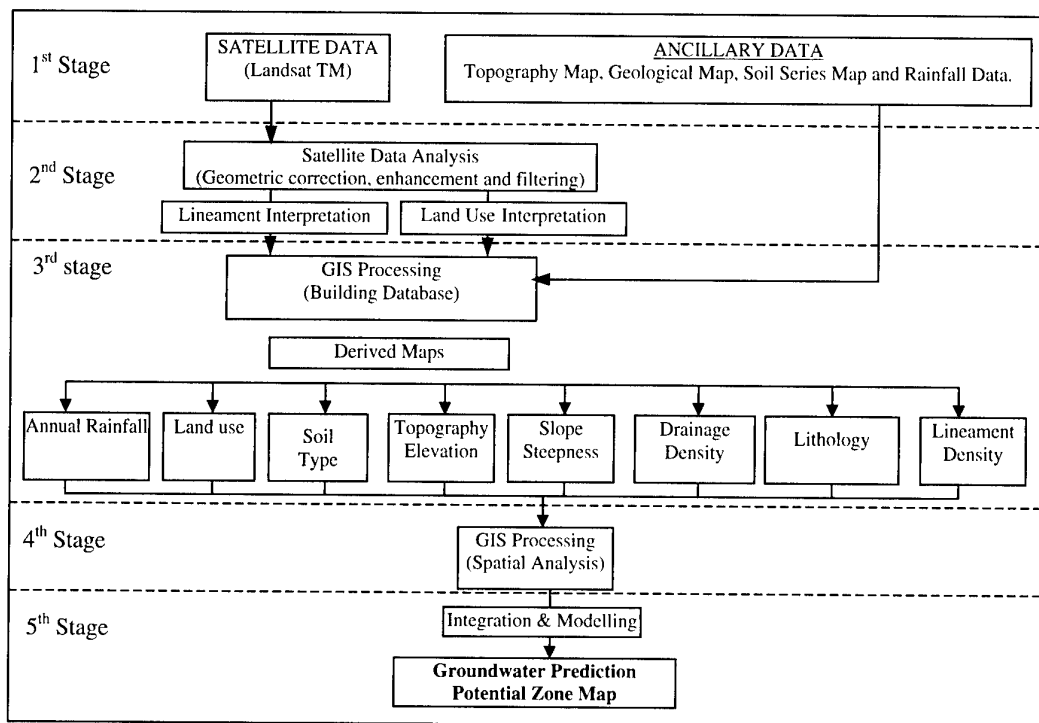 1st Stage
SATELLITE DATA
(Landsat TM)
ANCILLARY DATA
Topography Map, Geological Map, Soil Series Map and Rainfall Data.
2nd Stage
Satellite Data Analysis
(Geometric correction, enhancement and filtering)
Lineament Interpretation
Land Use Interpretation
3rd stage
GIS Processing
(Building Database)
Derived Maps
Annual Rainfall
Land use
Soil
Type
Topography
Elevation
Slope
Steepness
Drainage
Density
Lithology
Lineament
Density
4th Stage
GIS Processing
(Spatial Analysis)
5th Stage
Integration & Modelling
Groundwater Prediction
Potential Zone Map